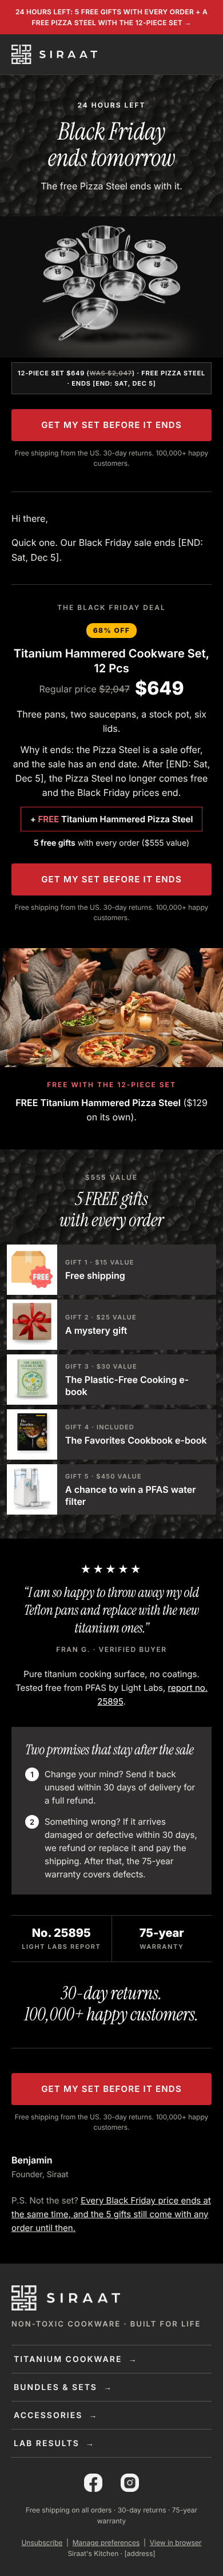 24 HOURS LEFT: 5 FREE GIFTS WITH EVERY ORDER + A
FREE PIZZA STEEL WITH THE 12-PIECE SET →
SIRAAT
24 HOURS LEFT
Black Friday
ends tomorrow
The free Pizza Steel ends with it.
12-PIECE SET $649 (WAS $2,047) · FREE PIZZA STEEL
· ENDS [END: SAT, DEC 5]
GET MY SET BEFORE IT ENDS
Free shipping from the US. 30-day returns. 100,000+ happy
customers.
Hi there,
Quick one. Our Black Friday sale ends [END:
Sat, Dec 5].
THE BLACK FRIDAY DEAL
68% OFF
Titanium Hammered Cookware Set,
12 Pcs
Regular price $2,047 $649
Three pans, two saucepans, a stock pot, six
lids.
Why it ends: the Pizza Steel is a sale offer,
and the sale has an end date. After [END: Sat,
Dec 5], the Pizza Steel no longer comes free
and the Black Friday prices end.
+ FREE Titanium Hammered Pizza Steel
5 free gifts with every order ($555 value)
GET MY SET BEFORE IT ENDS
Free shipping from the US. 30-day returns. 100,000+ happy
customers.
FREE WITH THE 12-PIECE SET
FREE Titanium Hammered Pizza Steel ($129
on its own).
$555 VALUE
5 FREE gifts
with every order
FREE
GIFT 1 · $15 VALUE
Free shipping
GIFT 2 · $25 VALUE
A mystery gift
GIFT 3 · $30 VALUE
The Plastic-Free Cooking e-
book
GIFT 4 · INCLUDED
The Favorites Cookbook e-book
GIFT 5 · $450 VALUE
A chance to win a PFAS water
filter
★★★★★
“I am so happy to throw away my old
Teflon pans and replace with the new
titanium ones.”
FRAN G. · VERIFIED BUYER
Pure titanium cooking surface, no coatings.
Tested free from PFAS by Light Labs, report no.
25895.
Two promises that stay after the sale
1 Change your mind? Send it back
unused within 30 days of delivery for
a full refund.
2 Something wrong? If it arrives
damaged or defective within 30 days,
we refund or replace it and pay the
shipping. After that, the 75-year
warranty covers defects.
No. 25895
LIGHT LABS REPORT
75-year
WARRANTY
30-day returns.
100,000+ happy customers.
GET MY SET BEFORE IT ENDS
Free shipping from the US. 30-day returns. 100,000+ happy
customers.
Benjamin
Founder, Siraat
P.S. Not the set? Every Black Friday price ends at
the same time, and the 5 gifts still come with any
order until then.
SIRAAT
NON-TOXIC COOKWARE · BUILT FOR LIFE
TITANIUM COOKWARE →
BUNDLES & SETS →
ACCESSORIES →
LAB RESULTS →
Free shipping on all orders · 30-day returns · 75-year
warranty
Unsubscribe | Manage preferences | View in browser
Siraat's Kitchen · [address]